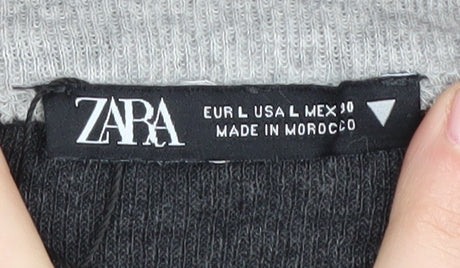 ZARA
EUR L USA L MEX 30
MADE IN MOROCCO